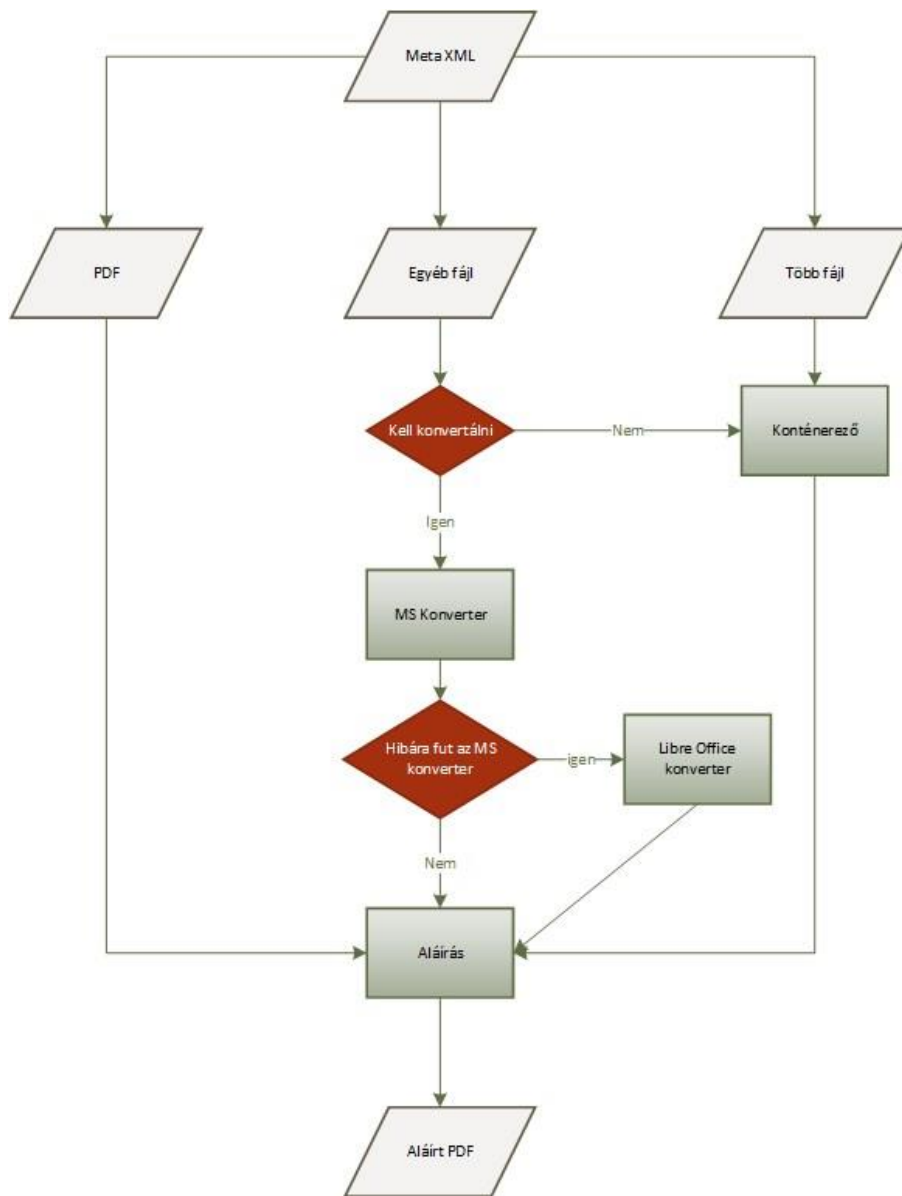 Meta XML
PDF
Egyéb fájl
Több fájl
Kell konvertálni
Nem
Konténerező
Igen
MS Konverter
Hibára fut az MS
konverter
igen
Libre Office
konverter
Nem
Aláírás
Aláírt PDF